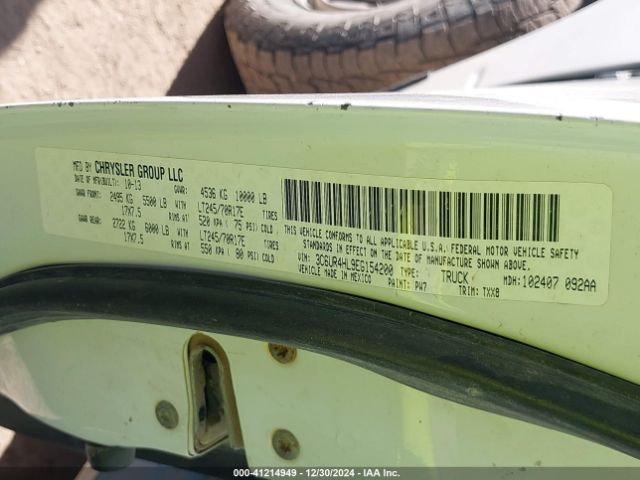 MFD BY CHRYSLER GROUP LLC
DATE OF MFR(BUILT): 10-13 GVWR: 4536 KG 10000 LB
GAWR FRONT: 2495 KG 5500 LB WITH LT245/70R17E TIRES
17X7.5 RIMS AT 520 KPA ( 75 PSI) COLD
GAWR REAR: 2722 KG 6000 LB WITH LT245/70R17E TIRES
17X7.5 RIMS AT 550 KPA ( 80 PSI) COLD
THIS VEHICLE CONFORMS TO ALL APPLICABLE U.S.A. FEDERAL MOTOR VEHICLE SAFETY
STANDARDS IN EFFECT ON THE DATE OF MANUFACTURE SHOWN ABOVE.
VIN: 3C6UR4HL9EG154200 TYPE: TRUCK MDH: 102407 092AA
VEHICLE MADE IN MEXICO PAINT: PW7 TRIM: TXX8
000-41214949 - 12/30/2024 - IAA Inc.